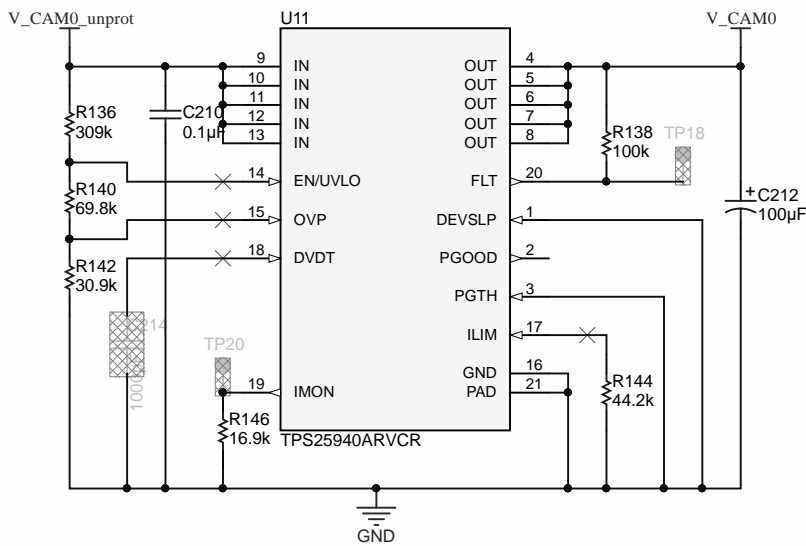 V_CAM0_unprot
U11
V_CAM0
9 IN
10 IN
11 IN
12 IN
13 IN
14 EN/UVLO
15 OVP
18 DVDT
19 IMON
OUT 4
OUT 5
OUT 6
OUT 7
OUT 8
FLT 20
DEVSLP 1
PGOOD 2
PGTH 3
ILIM 17
GND 16
PAD 21
TPS25940ARVCR
R136
309k
C210
0.1µF
R140
69.8k
R142
30.9k
TP20
R146
16.9k
R138
100k
TP18
+
C212
100µF
R144
44.2k
GND